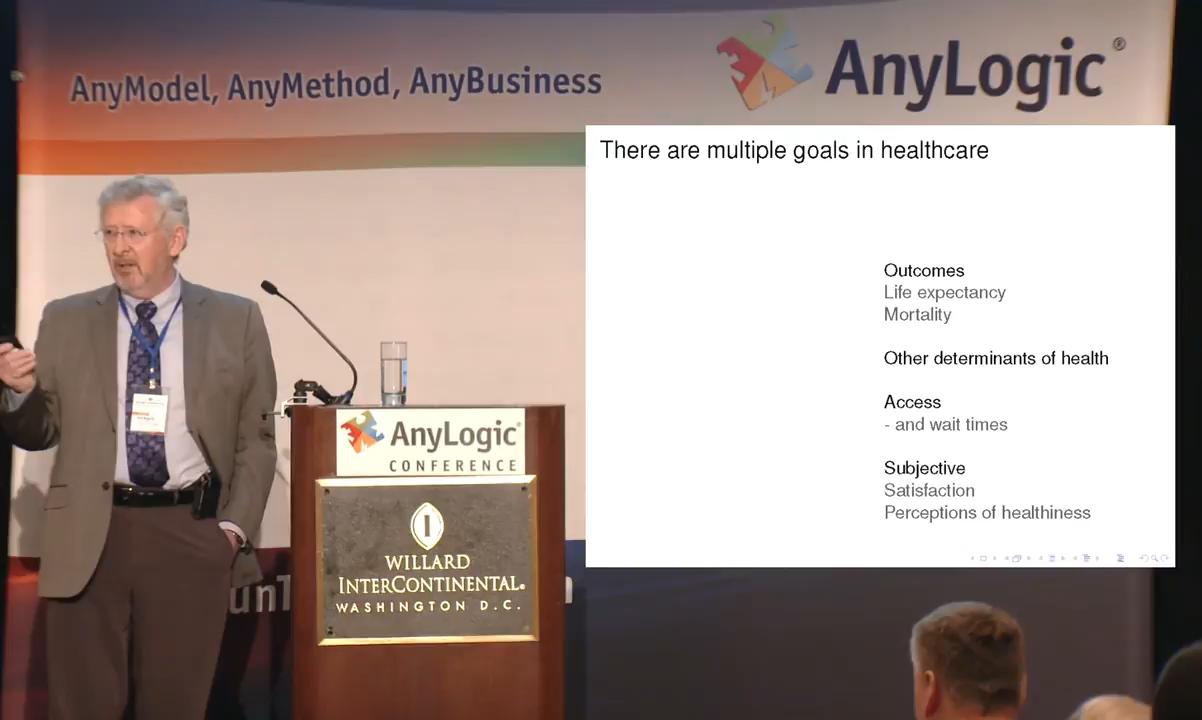 AnyModel, AnyMethod, AnyBusiness
AnyLogic®
There are multiple goals in healthcare
Outcomes
Life expectancy
Mortality
Other determinants of health
Access
- and wait times
Subjective
Satisfaction
Perceptions of healthiness
AnyLogic®
CONFERENCE
I
WILLARD
INTERCONTINENTAL®
WASHINGTON D.C.